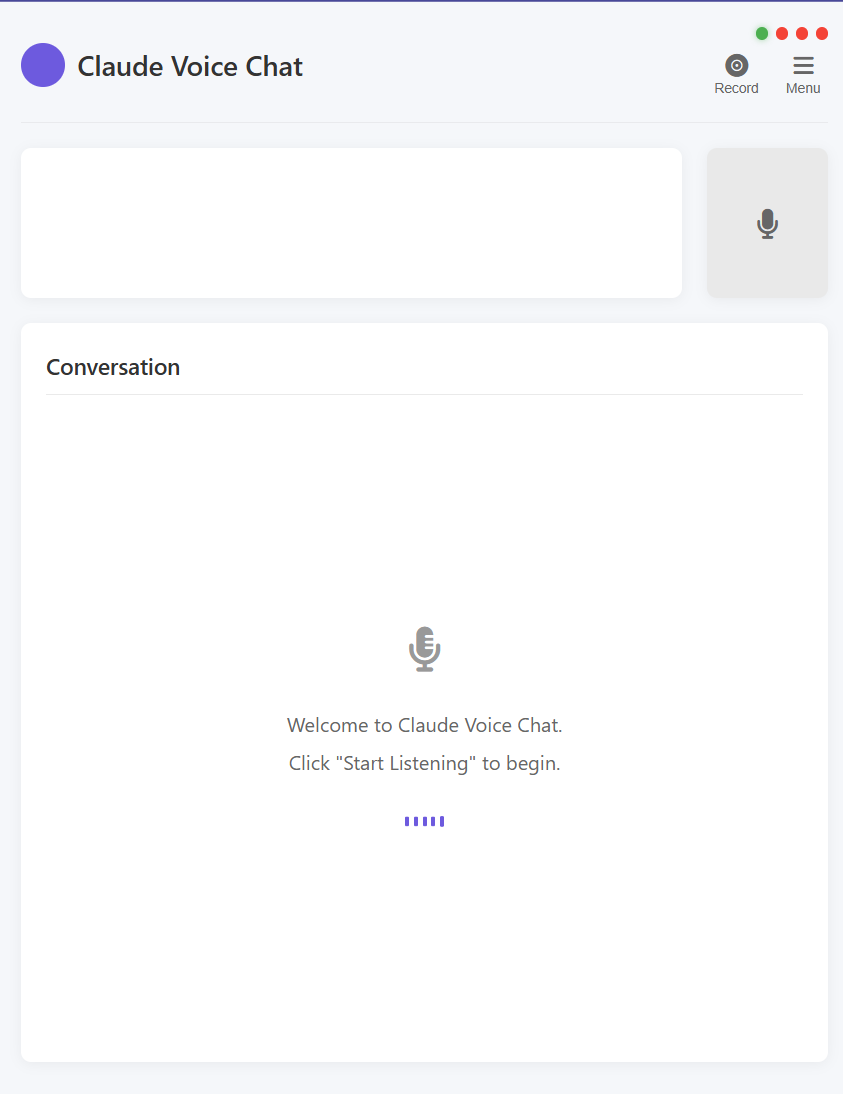 Claude Voice Chat
Record
Menu
Conversation
Welcome to Claude Voice Chat.
Click "Start Listening" to begin.